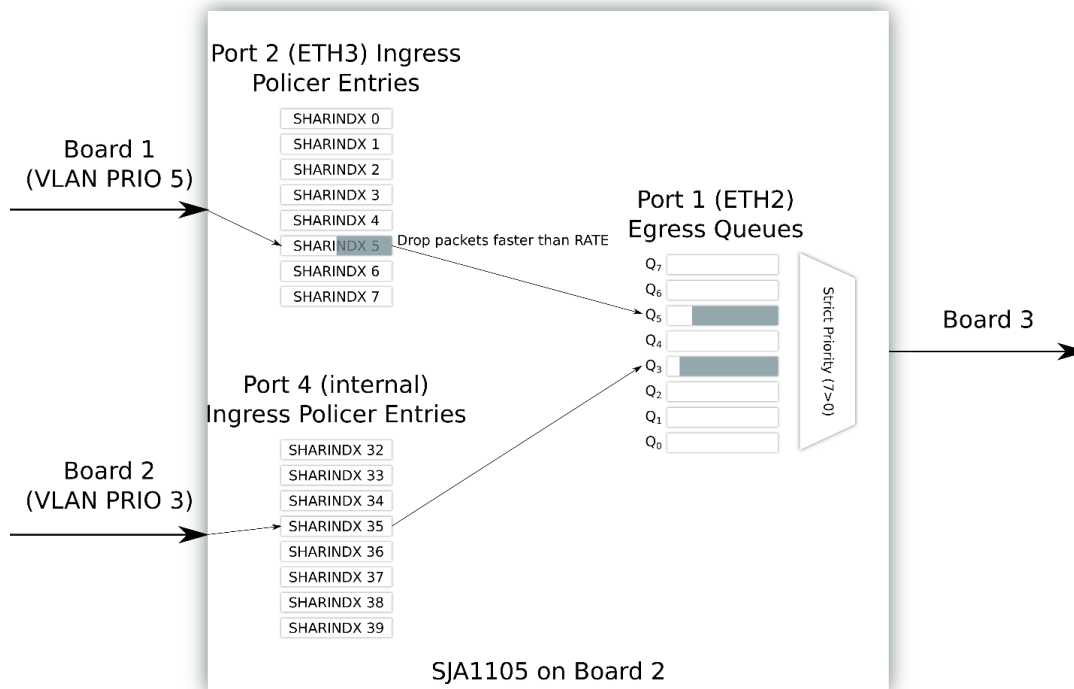 Port 2 (ETH3) Ingress
Policer Entries
SHARINDX 0
SHARINDX 1
SHARINDX 2
SHARINDX 3
SHARINDX 4
SHARINDX 5
SHARINDX 6
SHARINDX 7
Board 1
(VLAN PRIO 5)
Drop packets faster than RATE
Port 4 (internal)
Ingress Policer Entries
SHARINDX 32
SHARINDX 33
SHARINDX 34
SHARINDX 35
SHARINDX 36
SHARINDX 37
SHARINDX 38
SHARINDX 39
Board 2
(VLAN PRIO 3)
Port 1 (ETH2)
Egress Queues
Q7
Q6
Q5
Q4
Q3
Q2
Q1
Q0
Strict Priority (7>0)
Board 3
SJA1105 on Board 2